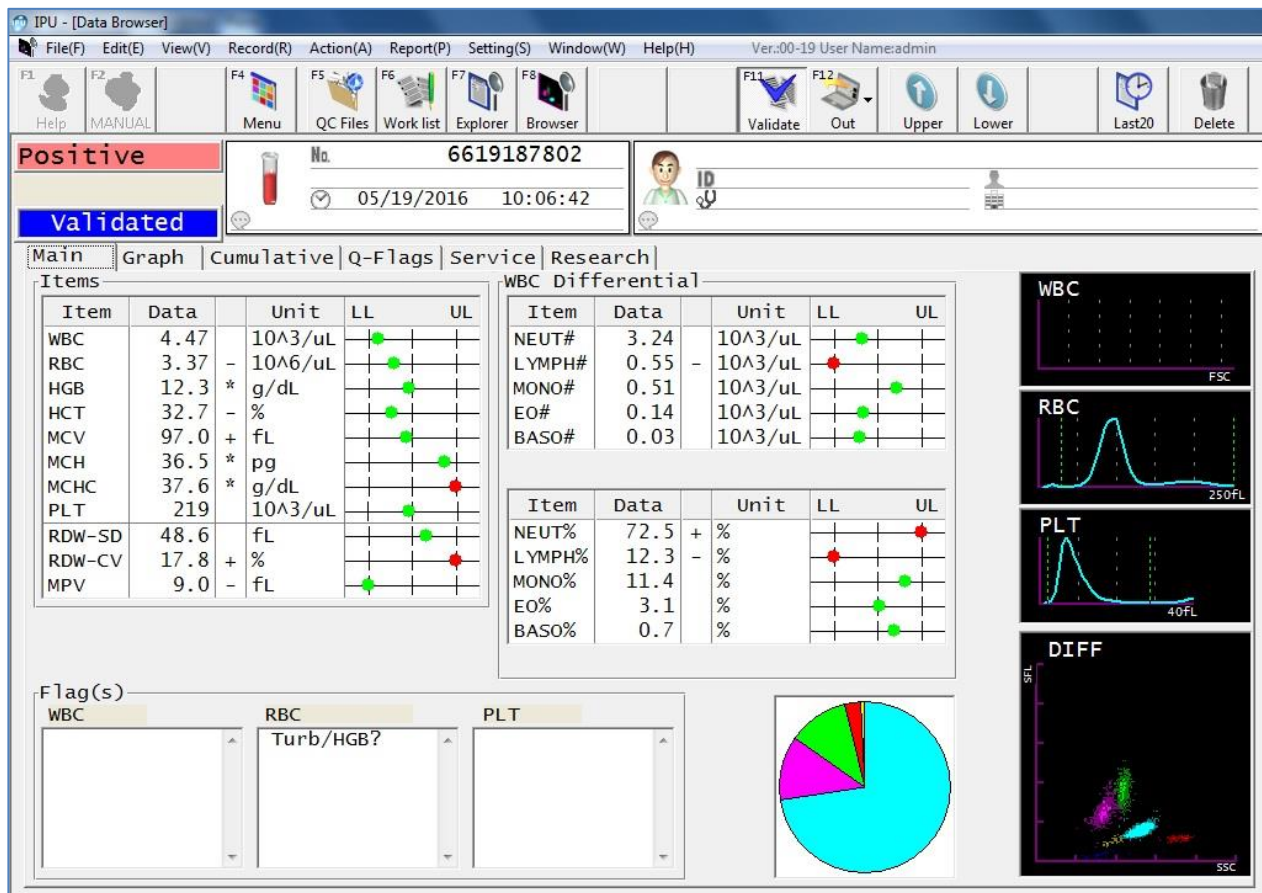 IPU - [Data Browser]
File(F) Edit(E) View(V) Record(R) Action(A) Report(P) Setting(S) Window(W) Help(H) Ver.:00-19 User Name:admin
F1 F2 F4 F5 F6 F7 F8 F11 F12
Help MANUAL Menu QC Files Work list Explorer Browser Validate Out Upper Lower Last20 Delete
Positive
No. 6619187802
ID
05/19/2016 10:06:42
Validated
Main Graph Cumulative Q-Flags Service Research
Items
Item Data Unit LL UL
WBC 4.47 10^3/uL
RBC 3.37 - 10^6/uL
HGB 12.3 * g/dL
HCT 32.7 - %
MCV 97.0 + fL
MCH 36.5 * pg
MCHC 37.6 * g/dL
PLT 219 10^3/uL
RDW-SD 48.6 fL
RDW-CV 17.8 + %
MPV 9.0 - fL
WBC Differential
Item Data Unit LL UL
NEUT# 3.24 10^3/uL
LYMPH# 0.55 - 10^3/uL
MONO# 0.51 10^3/uL
EO# 0.14 10^3/uL
BASO# 0.03 10^3/uL
Item Data Unit LL UL
NEUT% 72.5 + %
LYMPH% 12.3 - %
MONO% 11.4 %
EO% 3.1 %
BASO% 0.7 %
WBC
FSC
RBC
250fL
PLT
40fL
DIFF
SFL
SSC
Flag(s)
WBC RBC PLT
Turb/HGB?